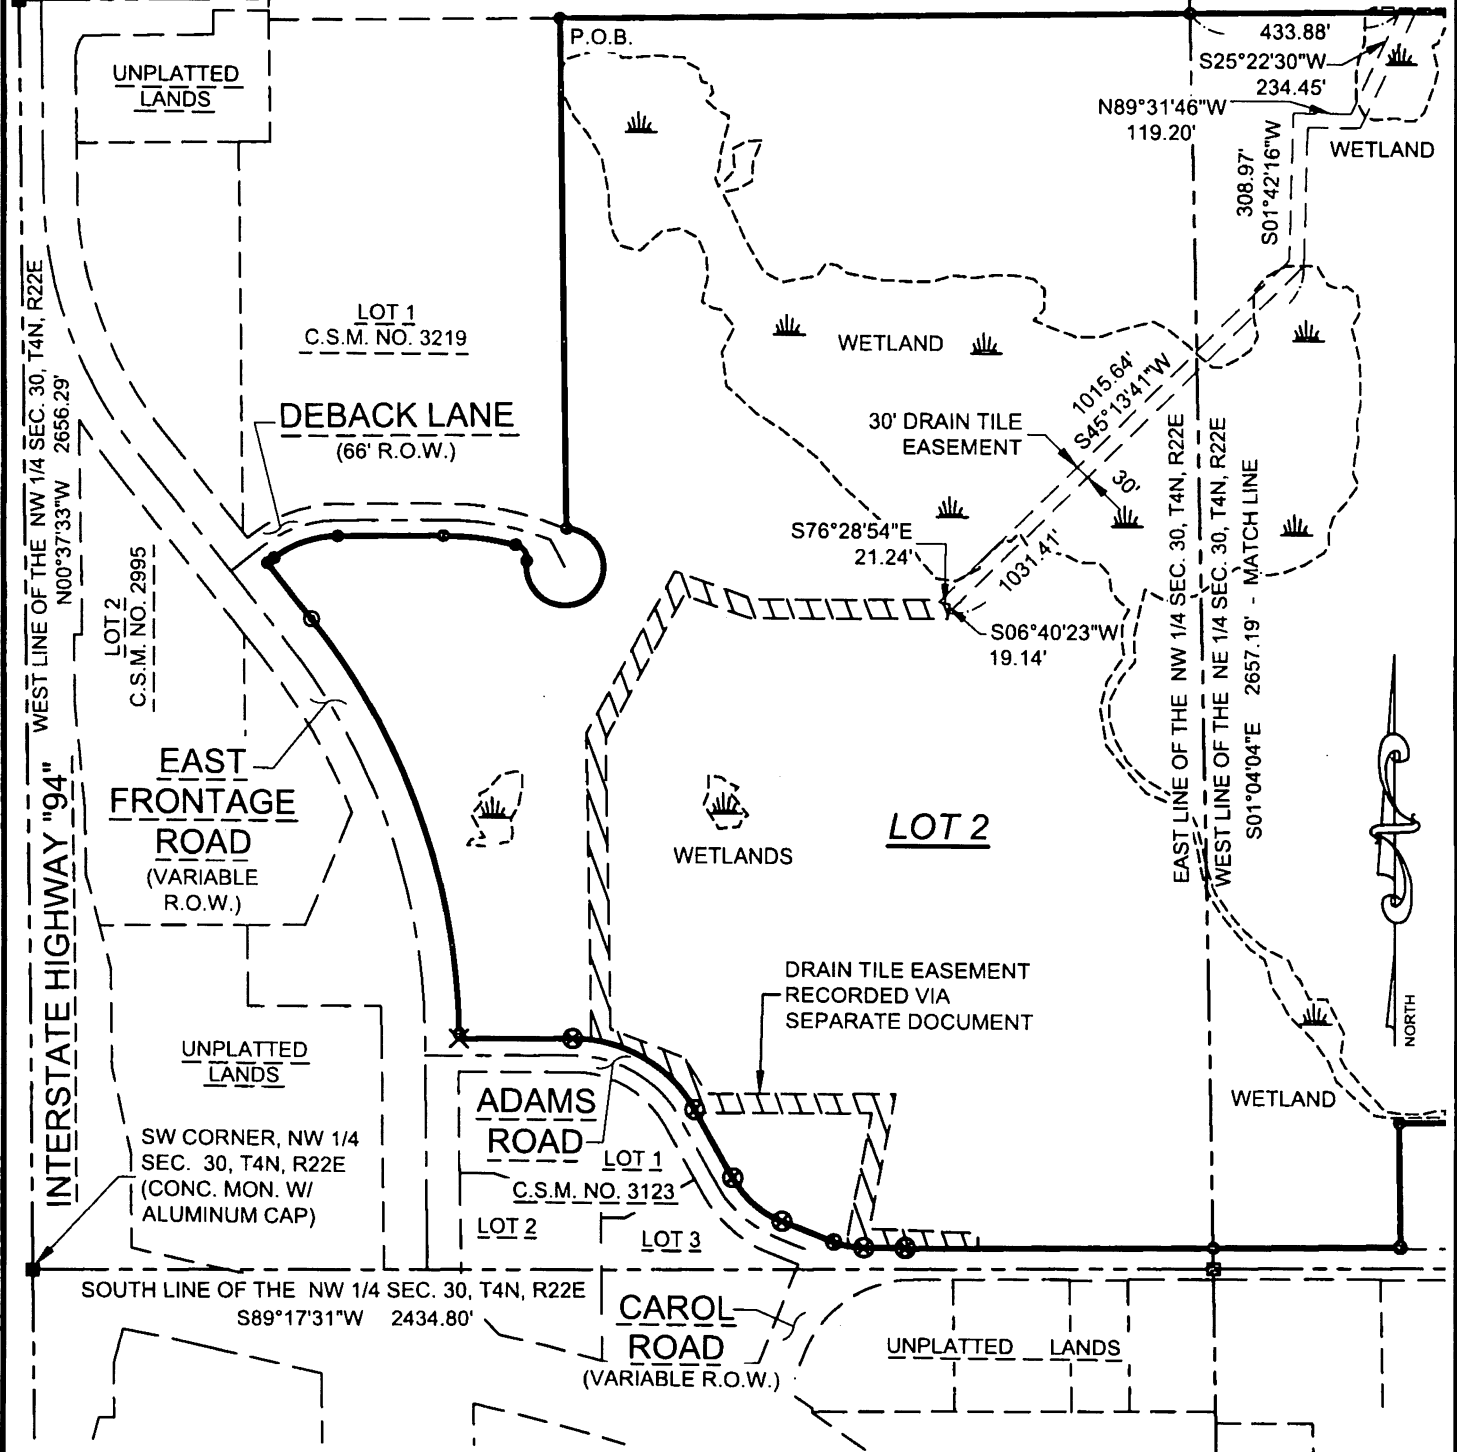 P.O.B.
433.88'
S25°22'30"W
234.45'
N89°31'46"W
119.20'
WETLAND
308.97'
S01°42'16"W
UNPLATTED
LANDS
LOT 1
C.S.M. NO. 3219
DEBACK LANE
(66' R.O.W.)
WETLAND
1015.64'
S45°13'41"W
30' DRAIN TILE
EASEMENT
30'
S76°28'54"E
21.24'
1031.41'
S06°40'23"W
19.14'
WEST LINE OF THE NW 1/4 SEC. 30, T4N, R22E
N00°37'33"W 2656.29'
LOT 2
C.S.M. NO. 2995
EAST LINE OF THE NW 1/4 SEC. 30, T4N, R22E
WEST LINE OF THE NE 1/4 SEC. 30, T4N, R22E
S01°04'04"E 2657.19' - MATCH LINE
EAST
FRONTAGE
ROAD
(VARIABLE
R.O.W.)
INTERSTATE HIGHWAY "94"
WETLANDS
LOT 2
NORTH
DRAIN TILE EASEMENT
RECORDED VIA
SEPARATE DOCUMENT
UNPLATTED
LANDS
ADAMS
ROAD
WETLAND
SW CORNER, NW 1/4
SEC. 30, T4N, R22E
(CONC. MON. W/
ALUMINUM CAP)
LOT 1
C.S.M. NO. 3123
LOT 2
LOT 3
SOUTH LINE OF THE NW 1/4 SEC. 30, T4N, R22E
S89°17'31"W 2434.80'
CAROL
ROAD
(VARIABLE R.O.W.)
UNPLATTED LANDS